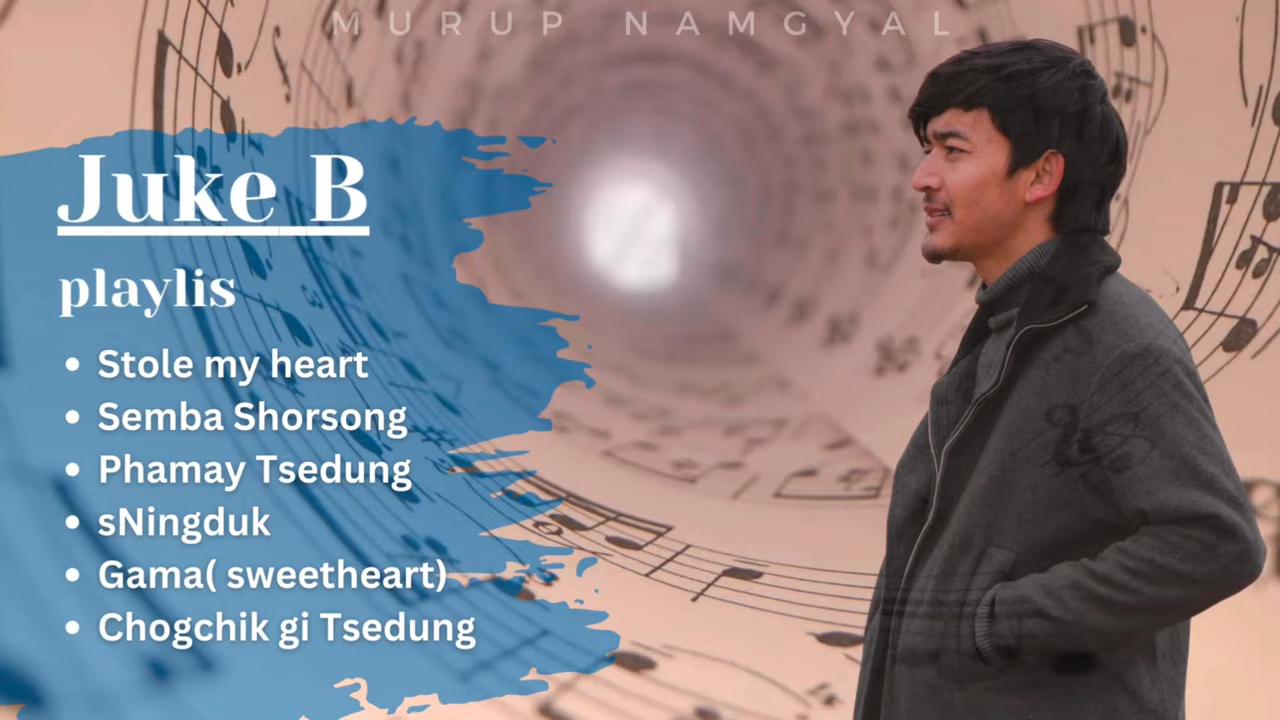 MURUP NAMGYAL
Juke B
playlis
• Stole my heart
• Semba Shorsong
• Phamay Tsedung
• sNingduk
• Gama( sweetheart)
• Chogchik gi Tsedung